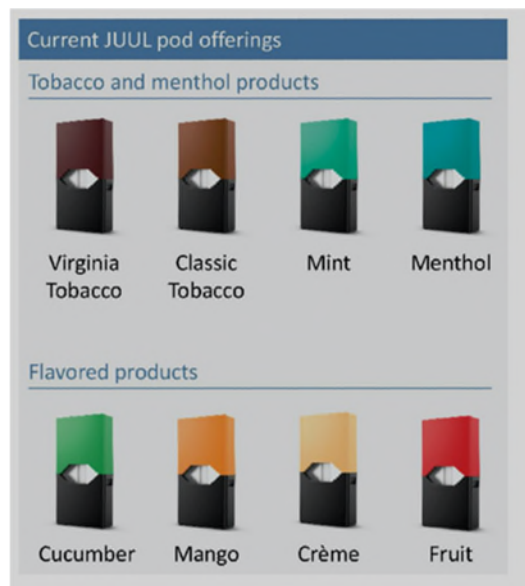 Current JUUL pod offerings
Tobacco and menthol products
Virginia
Tobacco
Classic
Tobacco
Mint
Menthol
Flavored products
Cucumber
Mango
Crème
Fruit